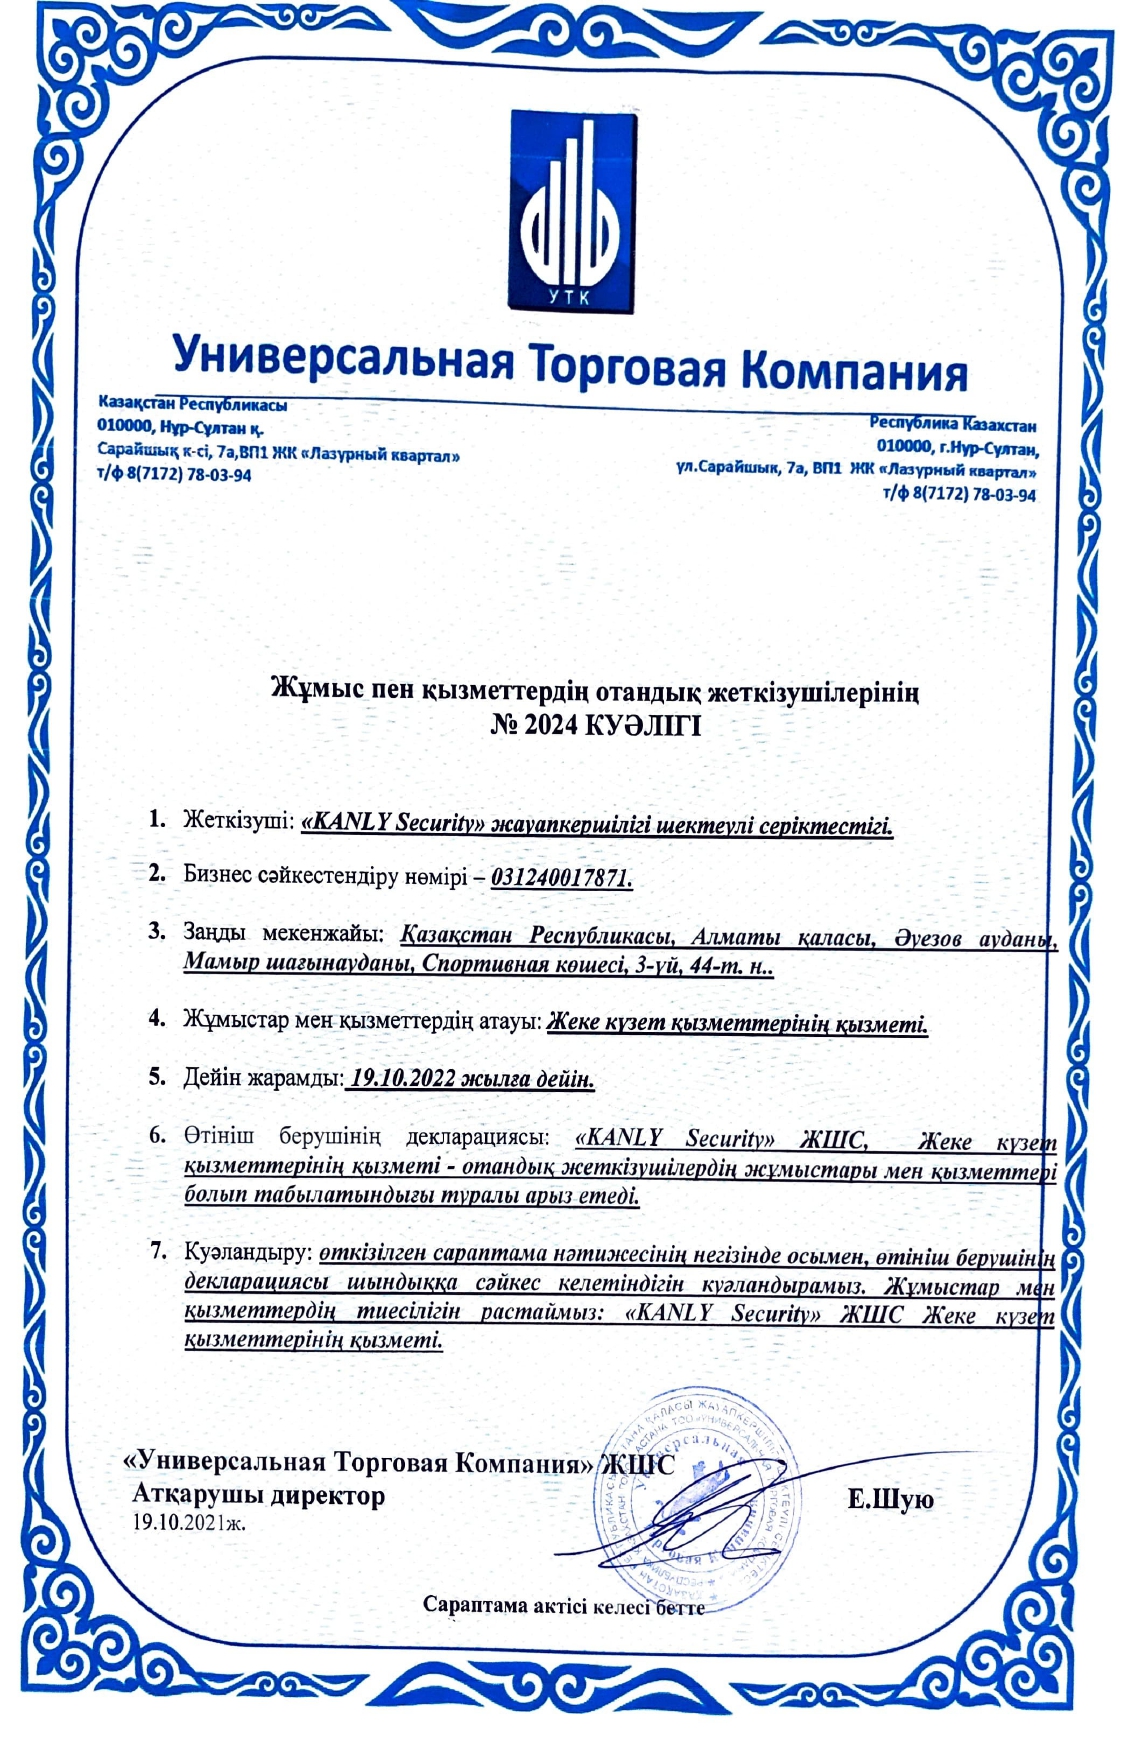 УТК
Универсальная Торговая Компания
Казақстан Республикасы
010000, Нұр-Сұлтан қ.
Сарайшық к-сі, 7а,ВП1 ЖК «Лазурный квартал»
т/ф 8(7172) 78-03-94
Республика Казахстан
010000, г.Нур-Султан,
ул.Сарайшык, 7а, ВП1 ЖК «Лазурный квартал»
т/ф 8(7172) 78-03-94
Жұмыс пен қызметтердің отандық жеткізушілерінің
№ 2024 КУӘЛІГІ
1. Жеткізуші: «KANLY Security» жауапкершілігі шектеулі серіктестігі.
2. Бизнес сәйкестендіру нөмірі – 031240017871.
3. Заңды мекенжайы: Қазақстан Республикасы, Алматы қаласы, Әуезов ауданы,
Мамыр шағынауданы, Спортивная көшесі, 3-үй, 44-т. н..
4. Жұмыстар мен қызметтердің атауы: Жеке күзет қызметтерінің қызметі.
5. Дейін жарамды: 19.10.2022 жылға дейін.
6. Өтініш берушінің декларациясы: «KANLY Security» ЖШС, Жеке күзет
қызметтерінің қызметі - отандық жеткізушілердің жұмыстары мен қызметтері
болып табылатындығы туралы арыз етеді.
7. Куәландыру: өткізілген сараптама нәтижесінің негізінде осымен, өтініш берушінің
декларациясы шындыққа сәйкес келетіндігін куәландырамыз. Жұмыстар мен
қызметтердің тиесілігін растаймыз: «KANLY Security» ЖШС Жеке күзет
қызметтерінің қызметі.
«Универсальная Торговая Компания» ЖШС
Атқарушы директор
Е.Шую
19.10.2021ж.
Универсальная
Торговая Компания
Сараптама актісі келесі бетте